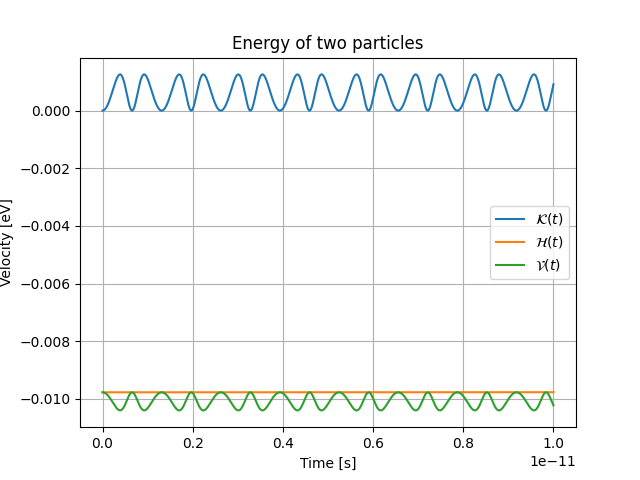 Energy of two particles
0.000
−0.002
−0.004
−0.006
−0.008
−0.010
Velocity [eV]
𝒦(t)
ℋ(t)
𝒱(t)
0.0
0.2
0.4
0.6
0.8
1.0
1e−11
Time [s]